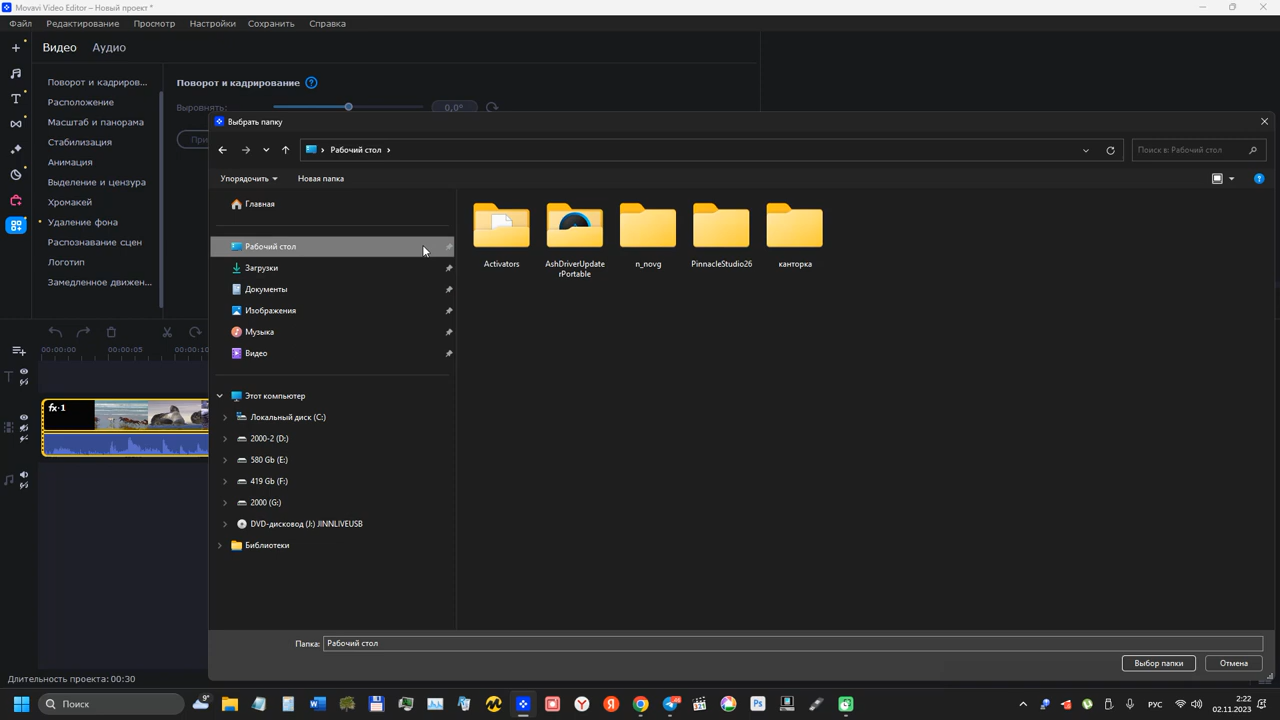 Movavi Video Editor – Новый проект *
Файл Редактирование Просмотр Настройки Сохранить Справка
Видео Аудио
Поворот и кадриров...
Расположение
Масштаб и панорама
Стабилизация
Анимация
Выделение и цензура
Хромакей
Удаление фона
Распознавание сцен
Логотип
Замедленное движен...
Поворот и кадрирование ?
Выровнять: 0,0°
Выбрать папку
Рабочий стол
Поиск в: Рабочий стол
Упорядочить Новая папка ?
Главная
Рабочий стол
Загрузки
Документы
Изображения
Музыка
Видео
Этот компьютер
Локальный диск (C:)
2000-2 (D:)
580 Gb (E:)
419 Gb (F:)
2000 (G:)
DVD-дисковод (J:) JINNLIVEUSB
Библиотеки
Activators
AshDriverUpdate
rPortable
n_novg
PinnacleStudio26
канторка
Папка: Рабочий стол
Выбор папки Отмена
00:00:00 00:00:05 00:00:10
fx·1
Длительность проекта: 00:30
Поиск
9°
Ps
РУС
2:22
02.11.2023